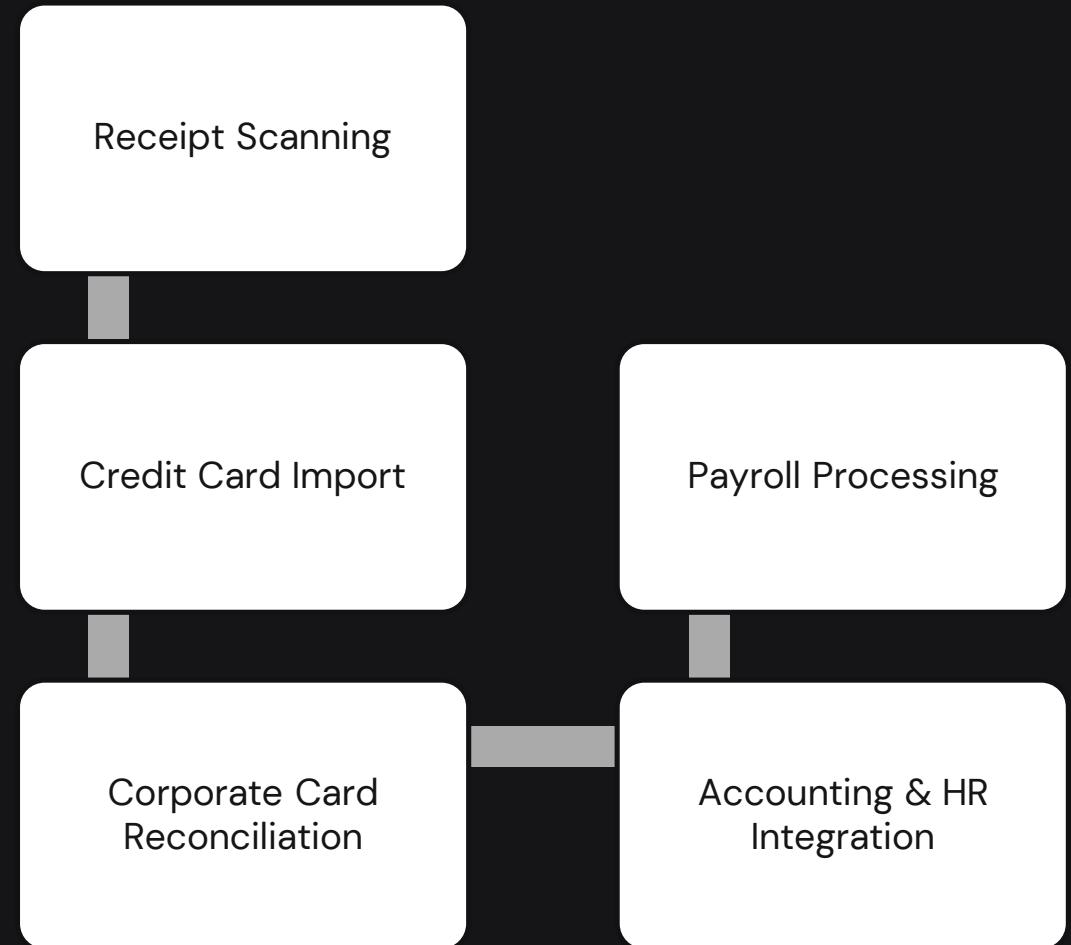 Receipt Scanning
Credit Card Import
Corporate Card
Reconciliation
Accounting & HR
Integration
Payroll Processing